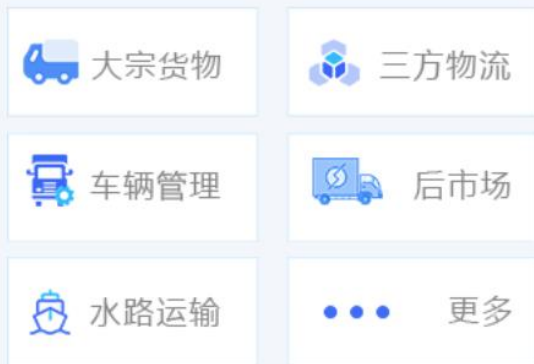 大宗货物
三方物流
车辆管理
后市场
水路运输
更多